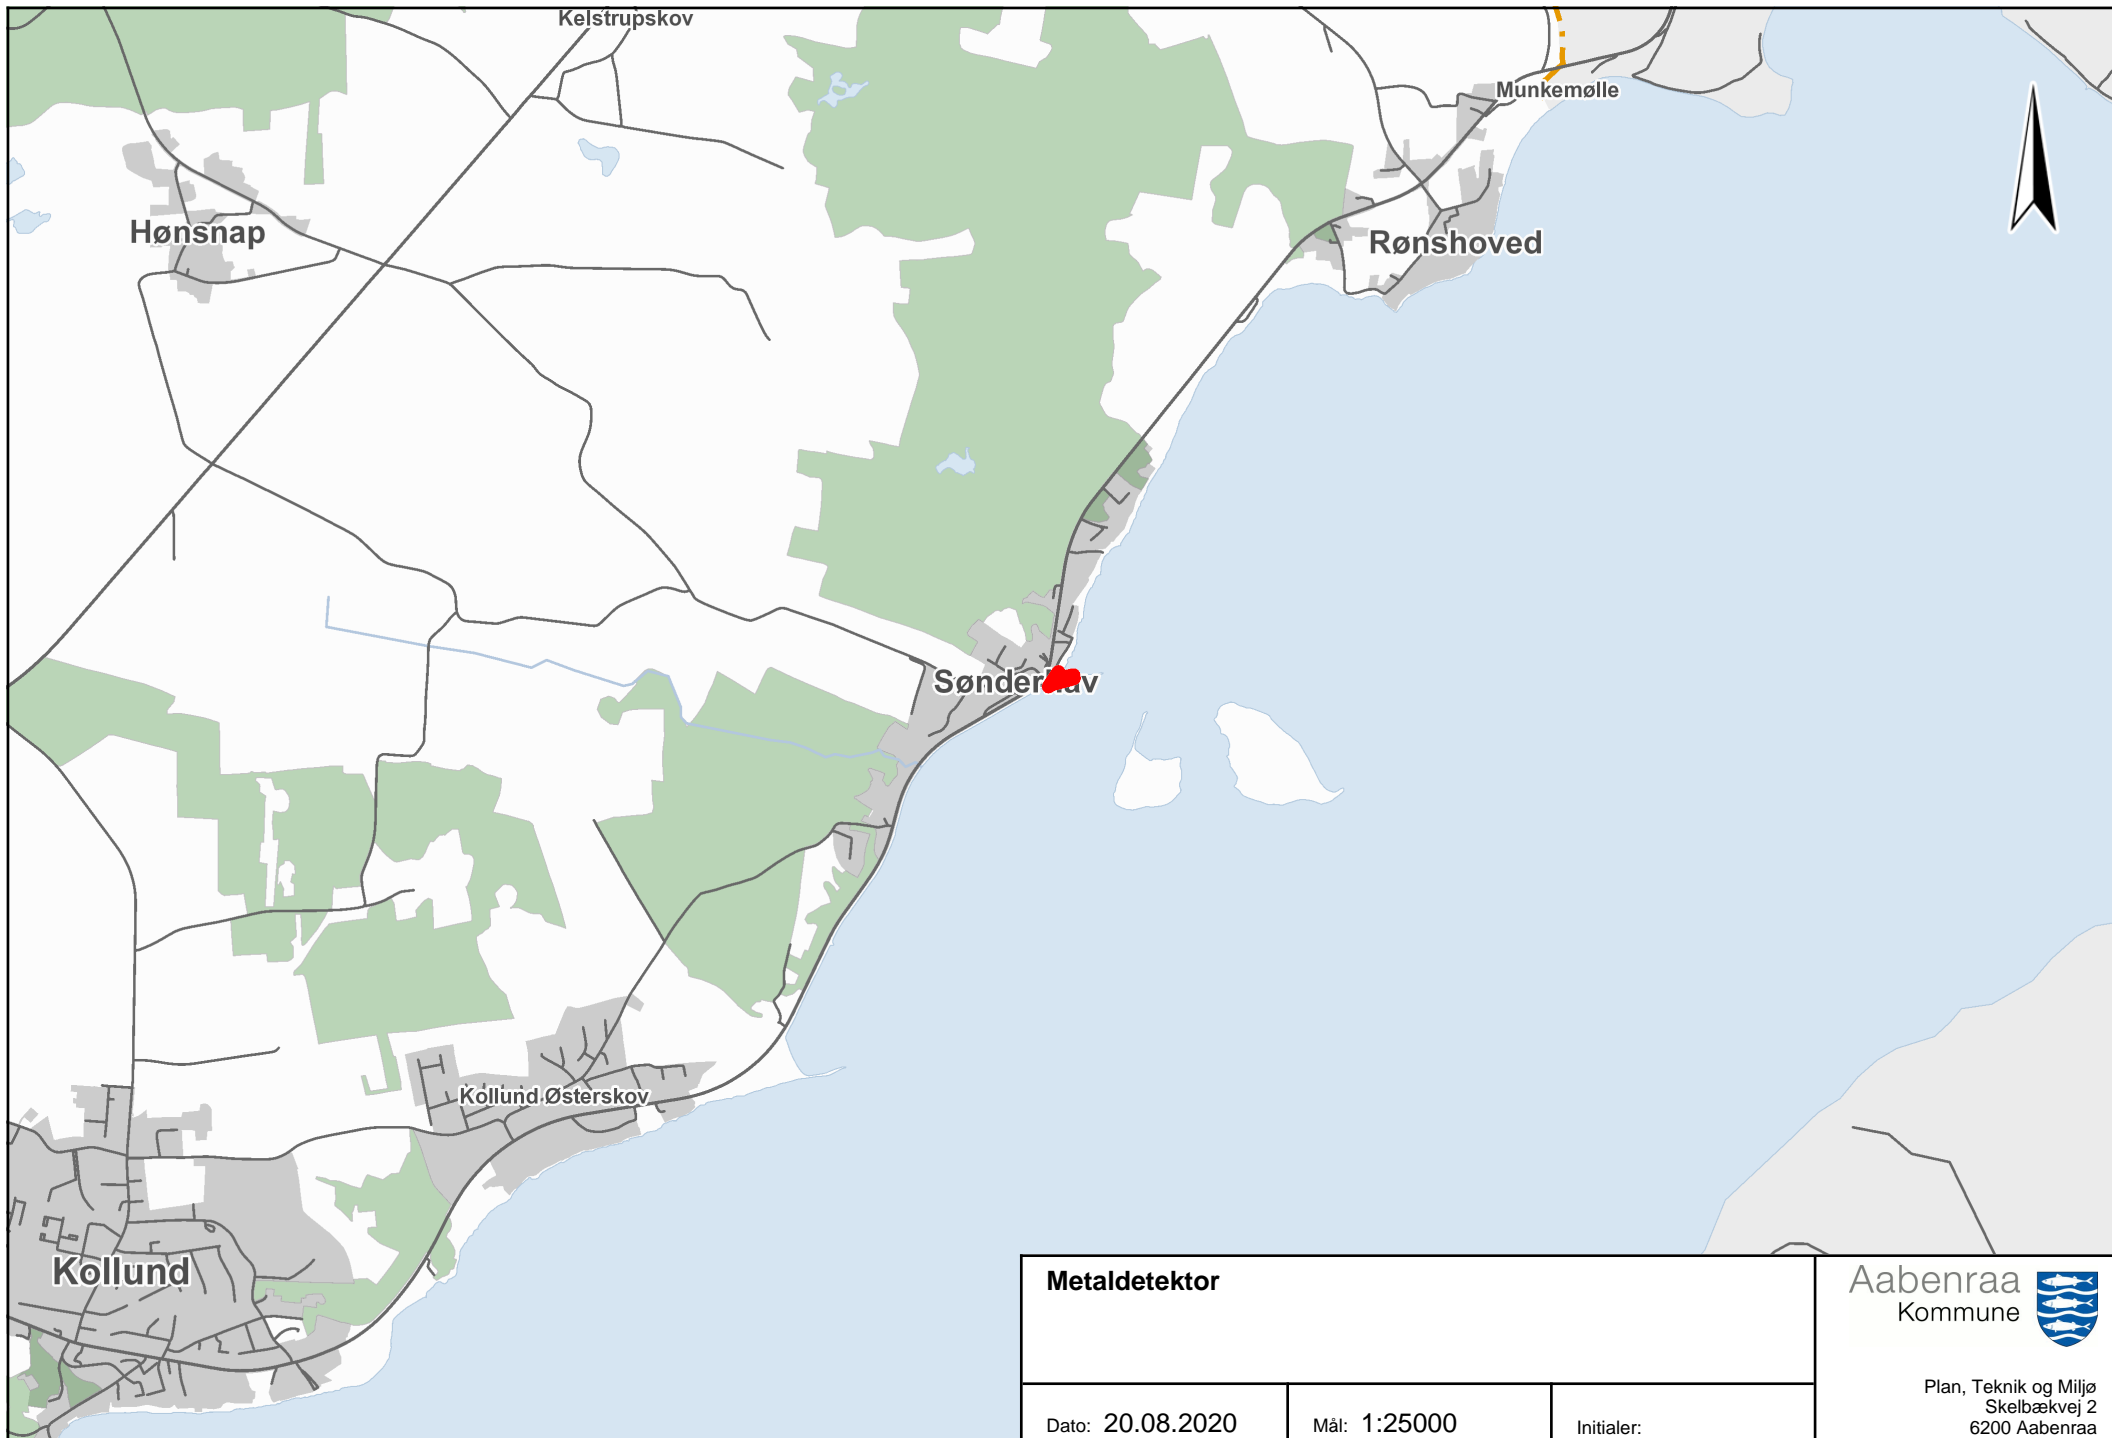 Kelstrupskov
Munkemølle
Hønsnap
Rønshoved
Sønderhav
Kollund Østerskov
Kollund
Metaldetektor
Dato: 20.08.2020
Mål: 1:25000
Initialer:
Aabenraa
Kommune
Plan, Teknik og Miljø
Skelbækvej 2
6200 Aabenraa